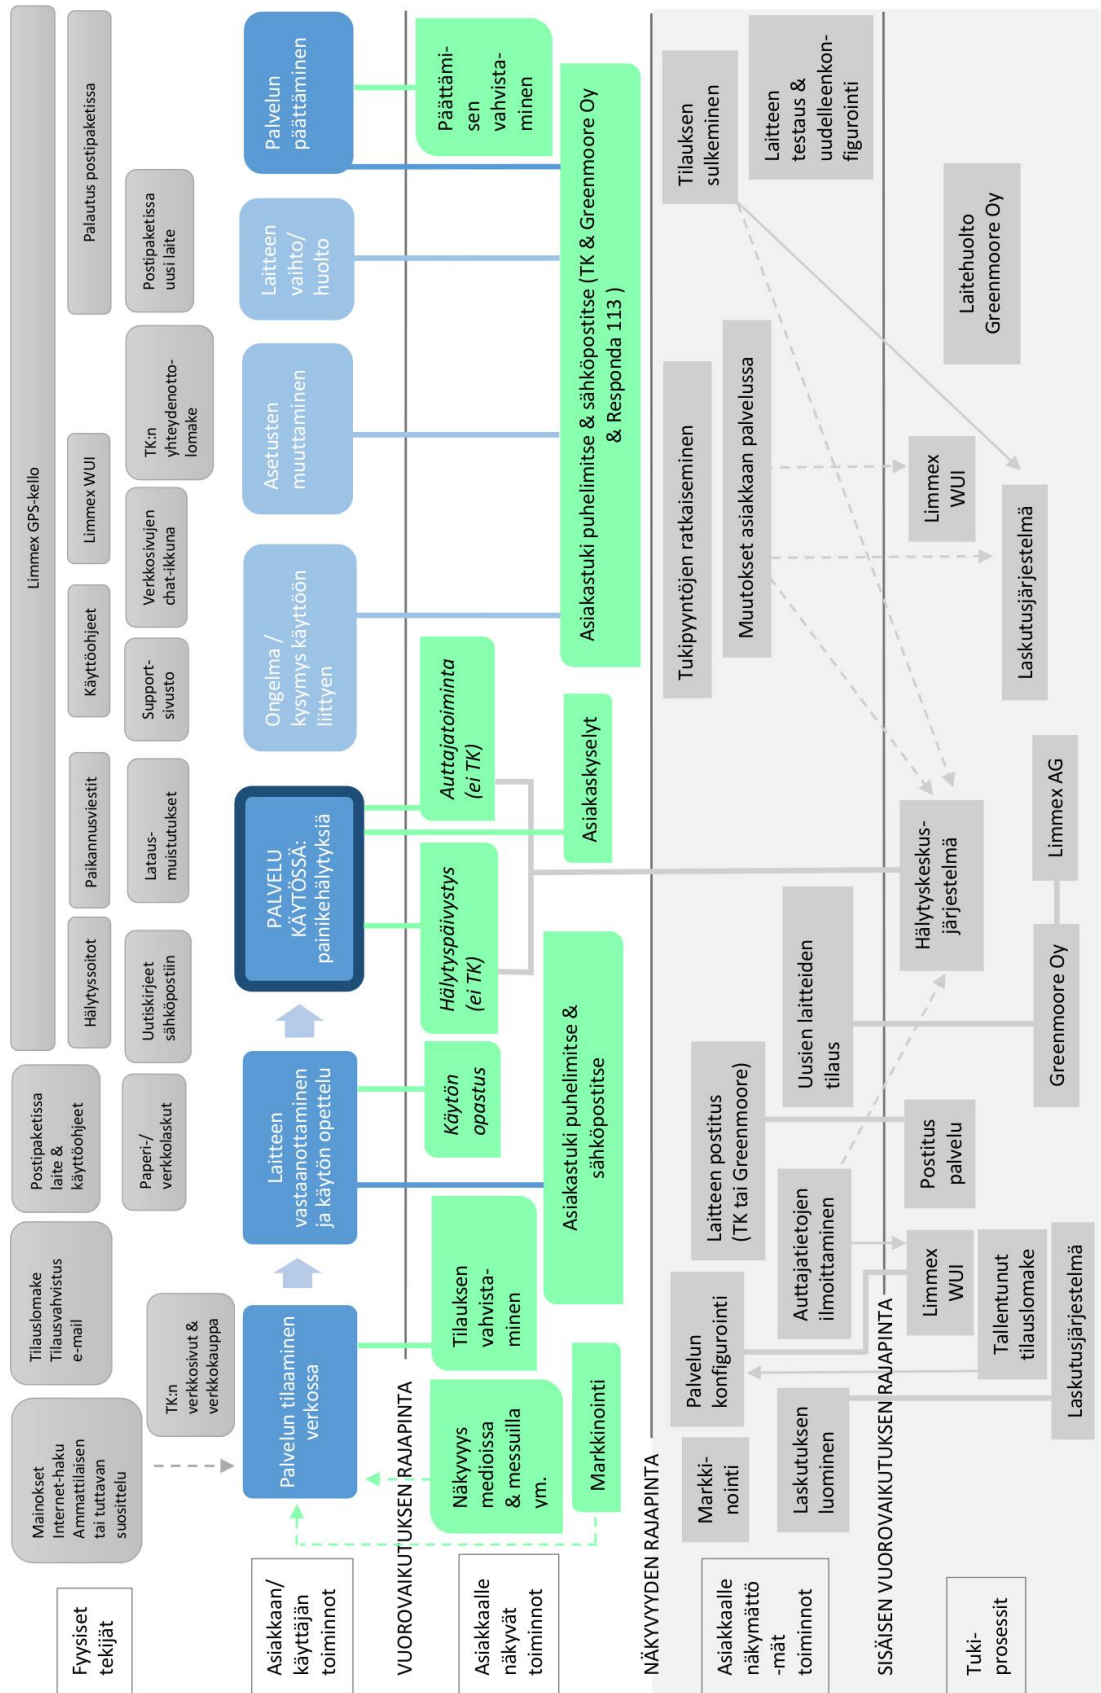 Fyysiset
tekijät
Mainokset
Internet-haku
Ammattilaisen
tai tuttavan
suosittelu
Tilauslomake
Tilausvahvistus
e-mail
TK:n
verkkosivut &
verkkokauppa
Postipaketissa
laite &
käyttöohjeet
Paperi-/
verkkolaskut
Limmex GPS-kello
Hälytyssoitot
Paikannusviestit
Käyttöohjeet
Limmex WUI
Palautus postipaketissa
Uutiskirjeet
sähköpostiin
Lataus-
muistutukset
Support-
sivusto
Verkkosivujen
chat-ikkuna
TK:n
yhteydenotto-
lomake
Postipaketissa
uusi laite
Asiakkaan/
käyttäjän
toiminnot
Palvelun tilaaminen
verkossa
Laitteen
vastaanottaminen
ja käytön opettelu
PALVELU
KÄYTÖSSÄ:
painikehälytyksiä
Ongelma /
kysymys käyttöön
liittyen
Asetusten
muuttaminen
Laitteen
vaihto/
huolto
Palvelun
päättäminen
VUOROVAIKUTUKSEN RAJAPINTA
Asiakkaalle
näkyvät
toiminnot
Näkyvyys
medioissa
& messuilla
vm.
Markkinointi
Tilauksen
vahvista-
minen
Käytön
opastus
Asiakastuki puhelimitse &
sähköpostitse
Hälytyspäivystys
(ei TK)
Auttajatoiminta
(ei TK)
Asiakaskyselyt
Asiakastuki puhelimitse & sähköpostitse (TK & Greenmoore Oy
& Responda 113 )
Päättämi-
sen
vahvista-
minen
NÄKYVYYDEN RAJAPINTA
Asiakkaalle
näkymättö
-mät
toiminnot
Markki-
nointi
Palvelun
konfigurointi
Laskutuksen
luominen
Laitteen postitus
(TK tai Greenmoore)
Auttajatietojen
ilmoittaminen
Uusien laitteiden
tilaus
Tukipyyntöjen ratkaiseminen
Muutokset asiakkaan palvelussa
Tilauksen
sulkeminen
Laitteen
testaus &
uudelleenkon-
figurointi
SISÄISEN VUOROVAIKUTUKSEN RAJAPINTA
Tuki-
prosessit
Limmex
WUI
Tallentunut
tilauslomake
Laskutusjärjestelmä
Postitus
palvelu
Hälytyskeskus-
järjestelmä
Greenmoore Oy
Limmex AG
Limmex
WUI
Laskutusjärjestelmä
Laitehuolto
Greenmoore Oy